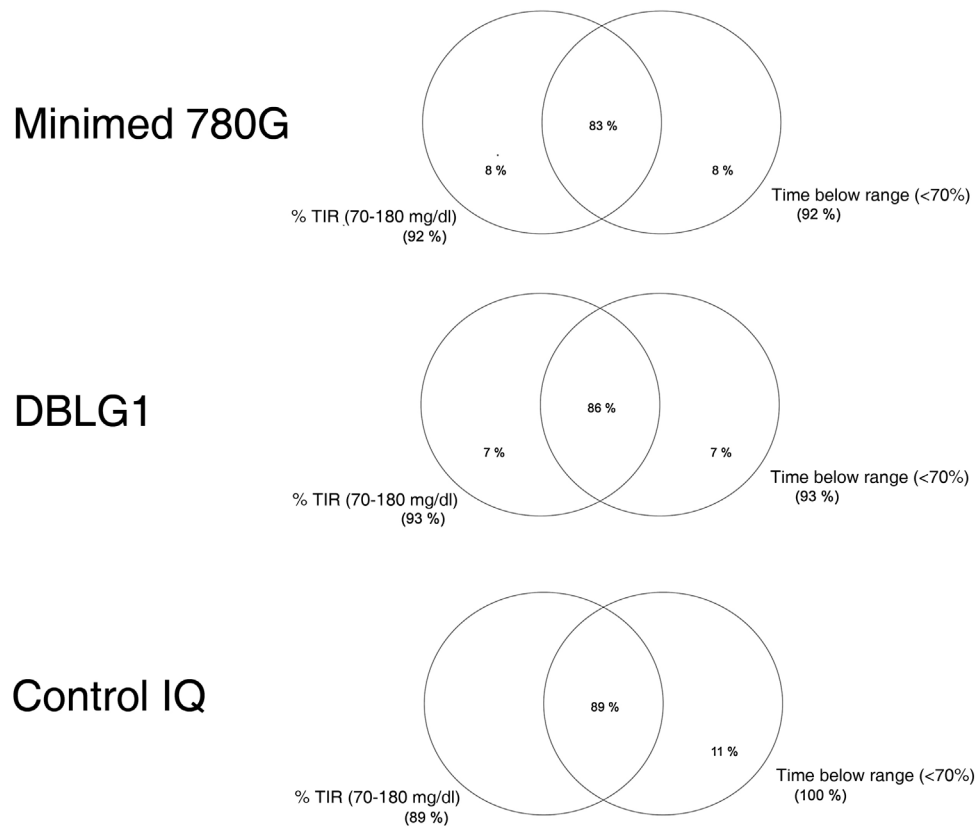 Minimed 780G
83 %
8 %
8 %
% TIR (70-180 mg/dl)
(92 %)
Time below range (<70%)
(92 %)
DBLG1
86 %
7 %
7 %
% TIR (70-180 mg/dl)
(93 %)
Time below range (<70%)
(93 %)
Control IQ
89 %
11 %
% TIR (70-180 mg/dl)
(89 %)
Time below range (<70%)
(100 %)